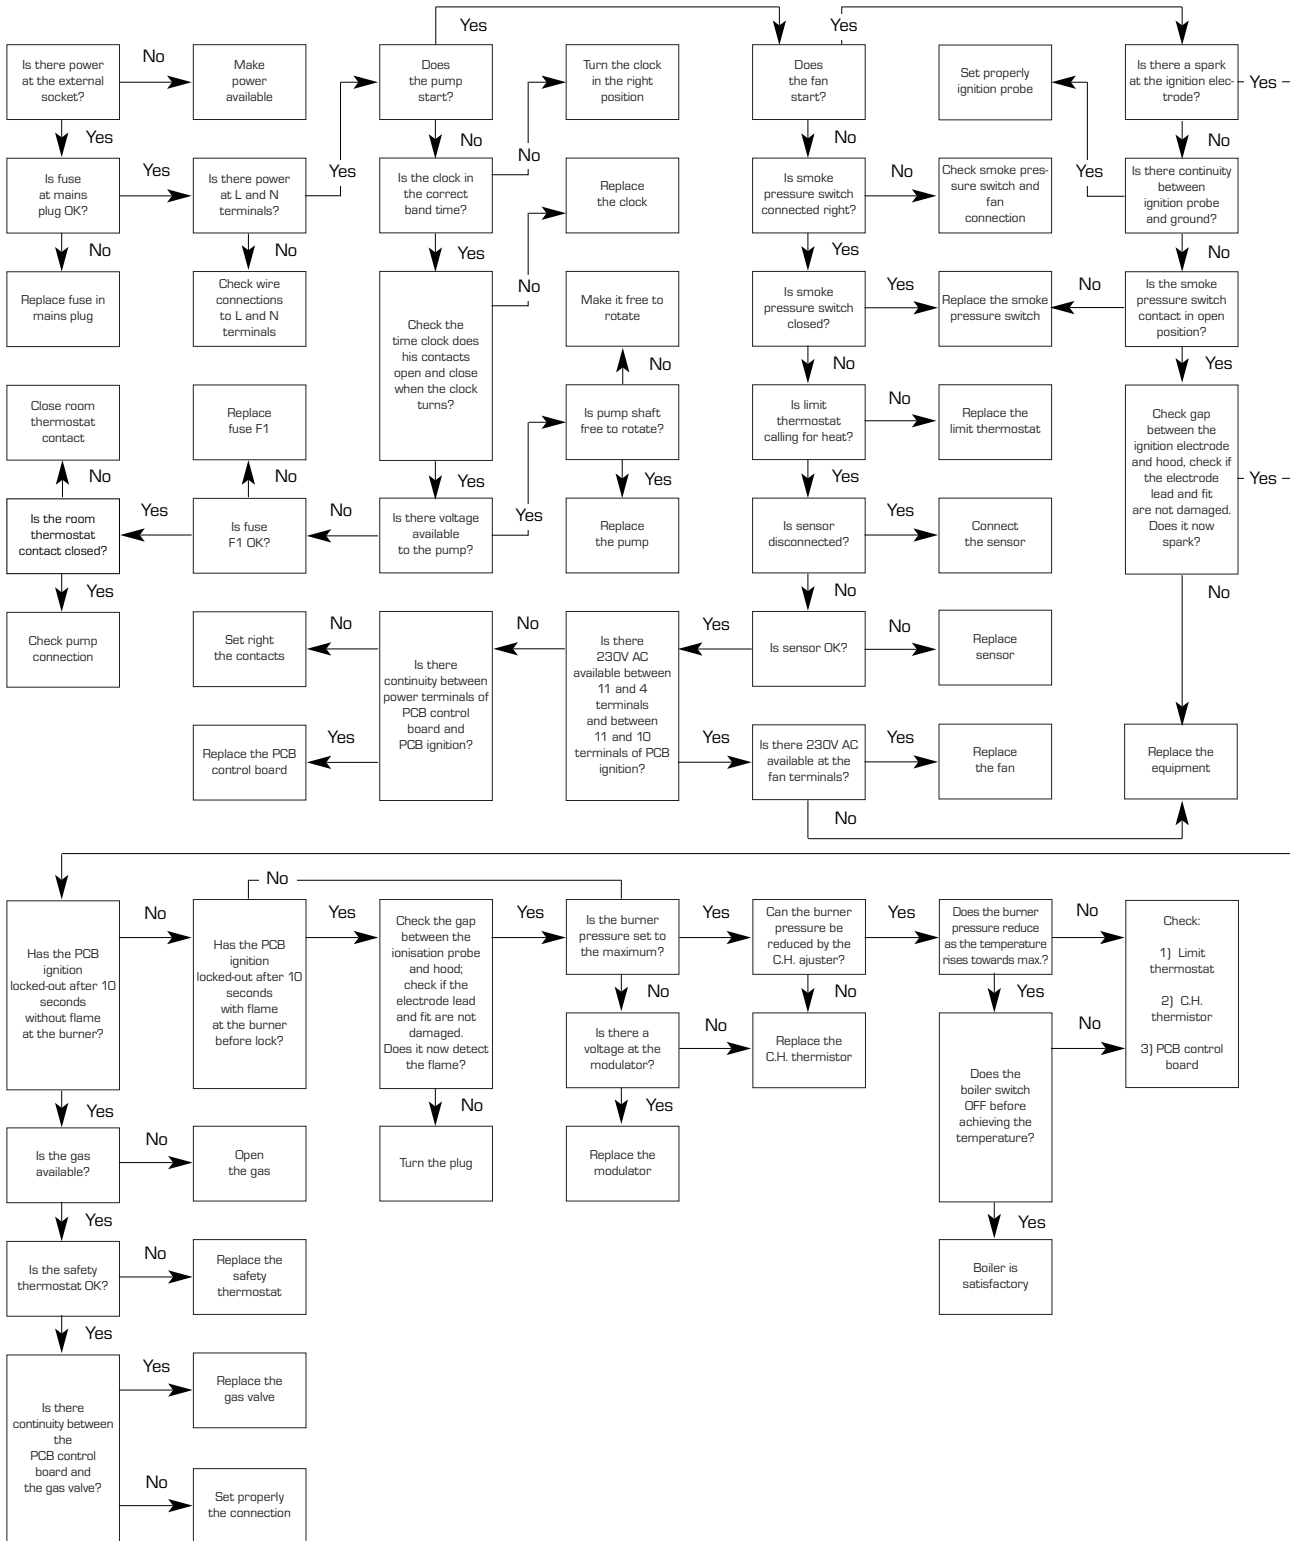 Yes
Yes
Is there power
at the external
socket?
No
Make
power
available
Does
the pump
start?
Turn the clock
in the right
position
Does
the fan
start?
Set properly
ignition probe
Is there a spark
at the ignition elec-
trode?
Yes
Yes
No
No
No
Is fuse
at mains
plug OK?
Yes
Is there power
at L and N
terminals?
Yes
Is the clock in
the correct
band time?
No
Replace
the clock
Is smoke
pressure switch
connected right?
No
Check smoke pres-
sure switch and
fan
connection
Yes
Is there continuity
between
ignition probe
and ground?
No
No
Yes
Yes
No
Replace fuse in
mains plug
Check wire
connections
to L and N
terminals
Check the
time clock does
his contacts
open and close
when the clock
turns?
No
Make it free to
rotate
Is smoke
pressure switch
closed?
Yes
Replace the smoke
pressure switch
No
Is the smoke
pressure switch
contact in open
position?
No
No
Yes
Close room
thermostat
contact
Replace
fuse F1
Is pump shaft
free to rotate?
Is limit
thermostat
calling for heat?
No
Replace the
limit thermostat
Check gap
between the
ignition electrode
and hood, check if
the electrode
lead and fit
are not damaged.
Does it now
spark?
Yes
No
No
Yes
Yes
Yes
Is the room
thermostat
contact closed?
Yes
Is fuse
F1 OK?
No
Is there voltage
available
to the pump?
Yes
Replace
the pump
Is sensor
disconnected?
Yes
Connect
the sensor
Yes
No
No
Check pump
connection
Set right
the contacts
No
Is there
continuity between
power terminals of
PCB control
board and
PCB ignition?
No
Is there
230V AC
available between
11 and 4
terminals
and between
11 and 10
terminals of PCB
ignition?
Yes
Is sensor OK?
No
Replace
sensor
Replace the PCB
control board
Yes
Yes
Is there 230V AC
available at the
fan terminals?
Yes
Replace
the fan
Replace the
equipment
No
No
Has the PCB
ignition
locked-out after 10
seconds
without flame
at the burner?
No
Has the PCB
ignition
locked-out after 10
seconds
with flame
at the burner
before lock?
Yes
Check the gap
between the
ionisation probe
and hood;
check if the
electrode lead
and fit are not
damaged.
Does it now detect
the flame?
Yes
Is the burner
pressure set to
the maximum?
Yes
Can the burner
pressure be
reduced by the
C.H. ajuster?
Yes
Does the burner
pressure reduce
as the temperature
rises towards max.?
No
Check:
1) Limit
thermostat
2) C.H.
thermistor
3) PCB control
board
No
No
Yes
Is there a
voltage at the
modulator?
No
Replace the
C.H. thermistor
Does the
boiler switch
OFF before
achieving the
temperature?
No
Yes
No
Yes
Is the gas
available?
No
Open
the gas
Turn the plug
Replace the
modulator
Yes
Yes
Is the safety
thermostat OK?
No
Replace the
safety
thermostat
Boiler is
satisfactory
Yes
Is there
continuity between
the
PCB control
board and
the gas valve?
Yes
Replace the
gas valve
No
Set properly
the connection